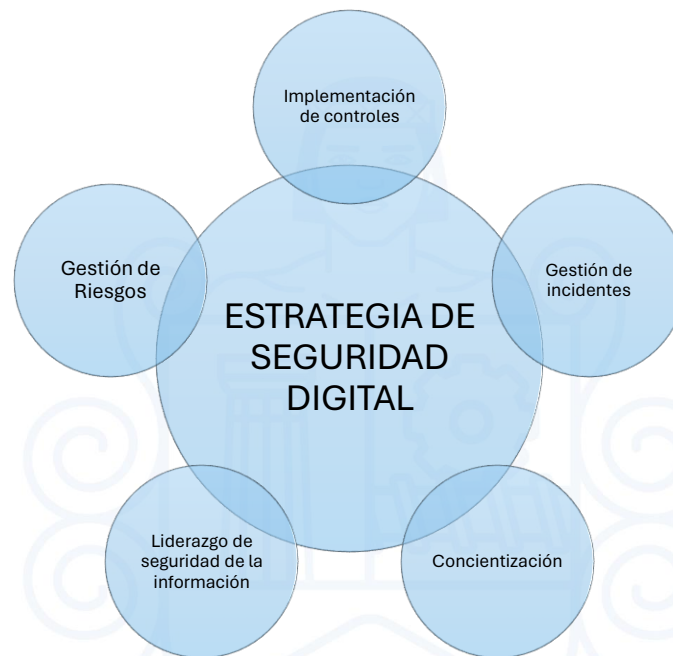 Implementación
de controles
Gestión de
Riesgos
Gestión de
incidentes
ESTRATEGIA DE
SEGURIDAD
DIGITAL
Liderazgo de
seguridad de la
información
Concientización